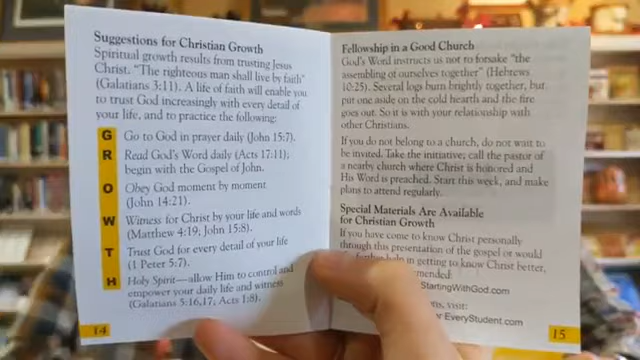 Suggestions for Christian Growth
Spiritual growth results from trusting Jesus
Christ. "The righteous man shall live by faith"
(Galatians 3:11). A life of faith will enable you
to trust God increasingly with every detail of
your life, and to practice the following:
G Go to God in prayer daily (John 15:7).
R Read God's Word daily (Acts 17:11);
begin with the Gospel of John.
O Obey God moment by moment
(John 14:21).
W Witness for Christ by your life and words
(Matthew 4:19; John 15:8).
T Trust God for every detail of your life
(1 Peter 5:7).
H Holy Spirit—allow Him to control and
empower your daily life and witness
(Galatians 5:16,17; Acts 1:8).
14
Fellowship in a Good Church
God's Word instructs us not to forsake "the
assembling of ourselves together" (Hebrews
10:25). Several logs burn brightly together, but
put one aside on the cold hearth and the fire
goes out. So it is with your relationship with
other Christians.
If you do not belong to a church, do not wait to
be invited. Take the initiative; call the pastor of
a nearby church where Christ is honored and
His Word is preached. Start this week, and make
plans to attend regularly.
Special Materials Are Available
for Christian Growth
If you have come to know Christ personally
through this presentation of the gospel or would
further help in getting to know Christ better,
mended:
StartingWithGod.com
visit:
EveryStudent.com
15